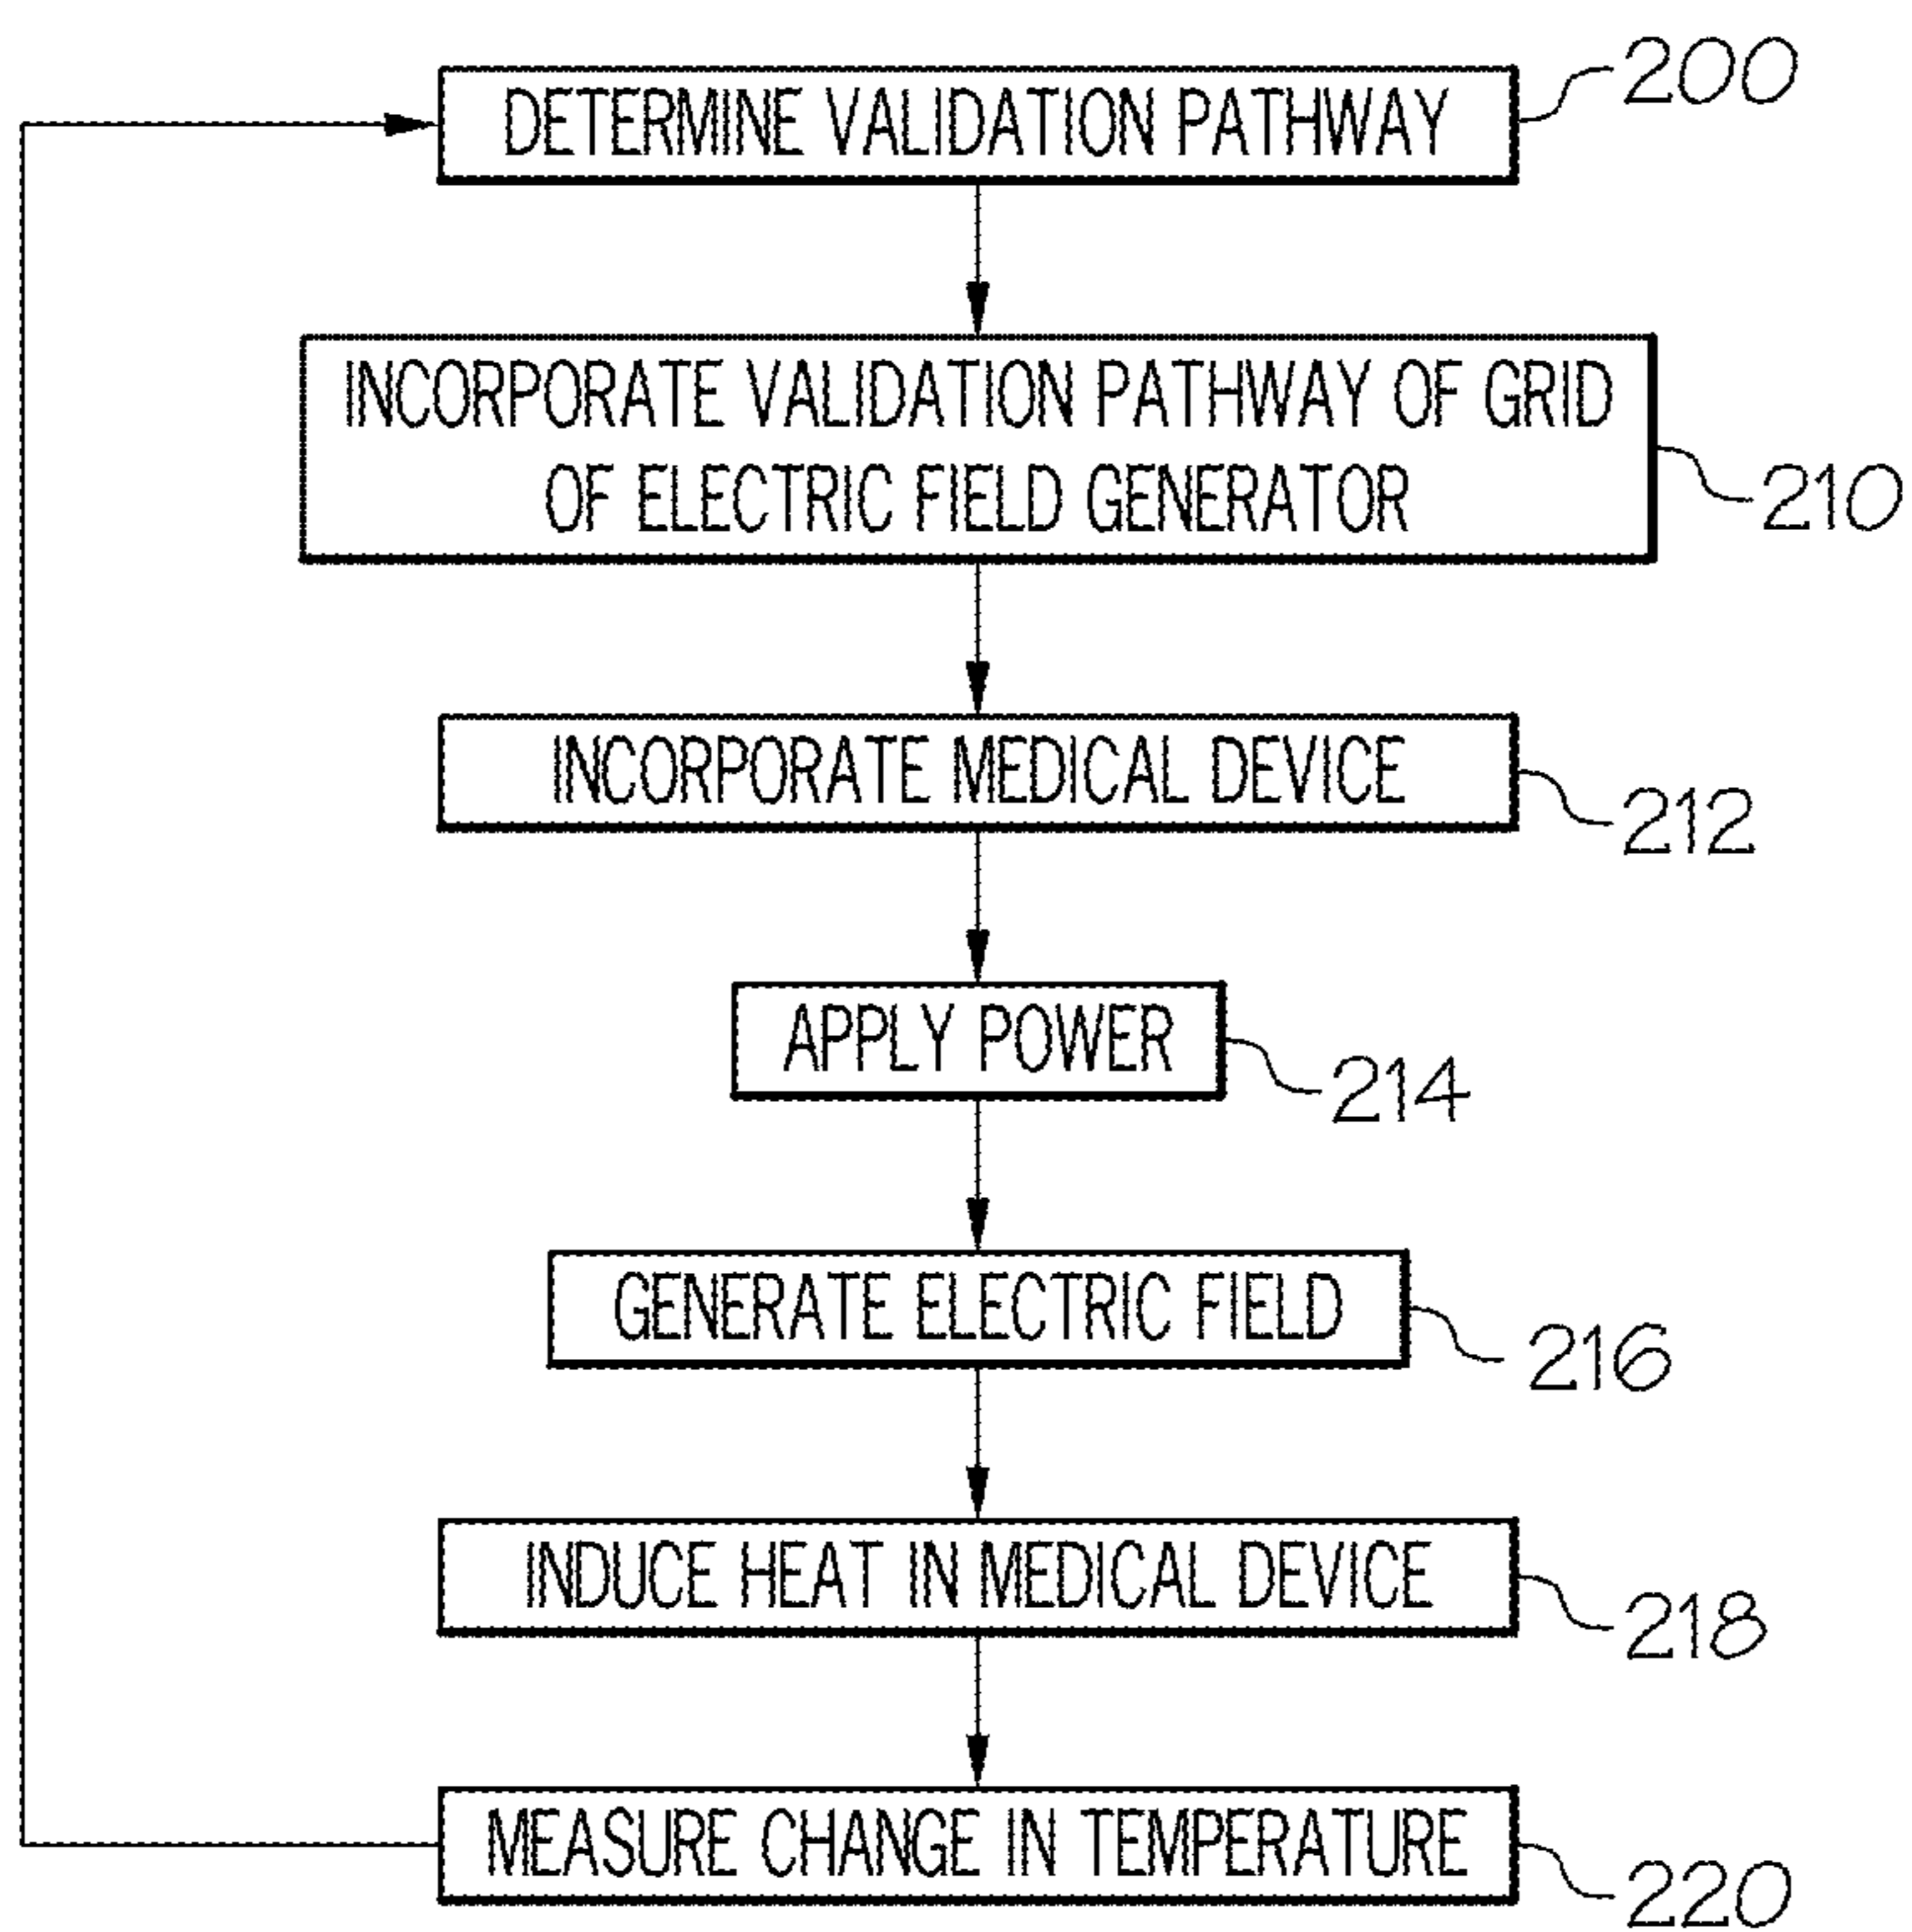 DETERMINE VALIDATION PATHWAY
200
INCORPORATE VALIDATION PATHWAY OF GRID
OF ELECTRIC FIELD GENERATOR
210
INCORPORATE MEDICAL DEVICE
212
APPLY POWER
214
GENERATE ELECTRIC FIELD
216
INDUCE HEAT IN MEDICAL DEVICE
218
MEASURE CHANGE IN TEMPERATURE
220